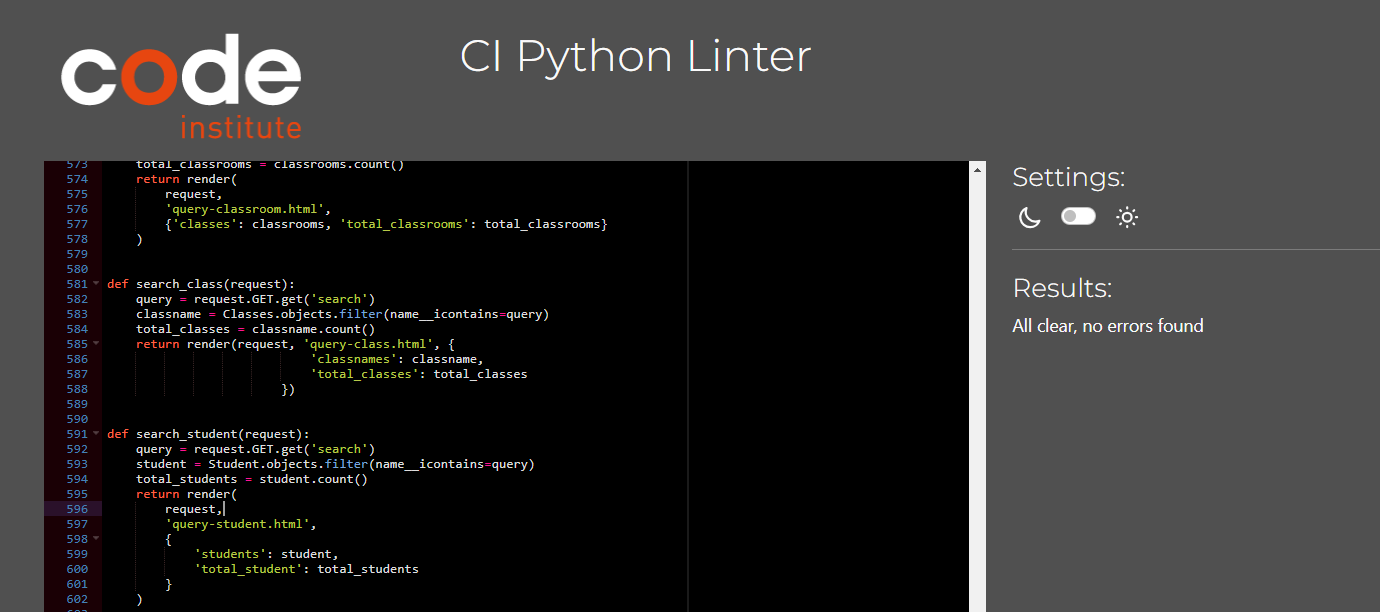 code
institute
CI Python Linter
573 total_classrooms = classrooms.count()
574 return render(
575 request,
576 'query-classroom.html',
577 {'classes': classrooms, 'total_classrooms': total_classrooms}
578 )
579
580
581 def search_class(request):
582 query = request.GET.get('search')
583 classname = Classes.objects.filter(name__icontains=query)
584 total_classes = classname.count()
585 return render(request, 'query-class.html', {
586 'classnames': classname,
587 'total_classes': total_classes
588 })
589
590
591 def search_student(request):
592 query = request.GET.get('search')
593 student = Student.objects.filter(name__icontains=query)
594 total_students = student.count()
595 return render(
596 request,
597 'query-student.html',
598 {
599 'students': student,
600 'total_student': total_students
601 }
602 )
Settings:
Results:
All clear, no errors found